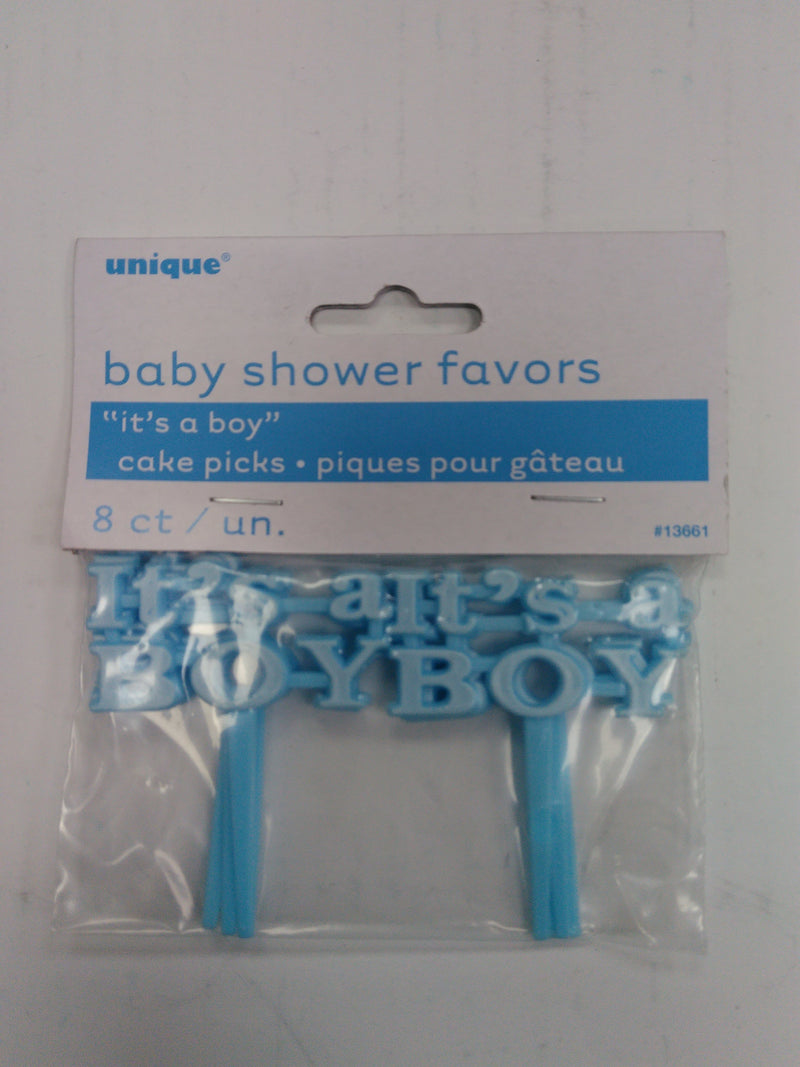 unique®
baby shower favors
“it’s a boy”
cake picks • piques pour gâteau
8 ct / un.
#13661
It’s a It’s a
BOY BOY